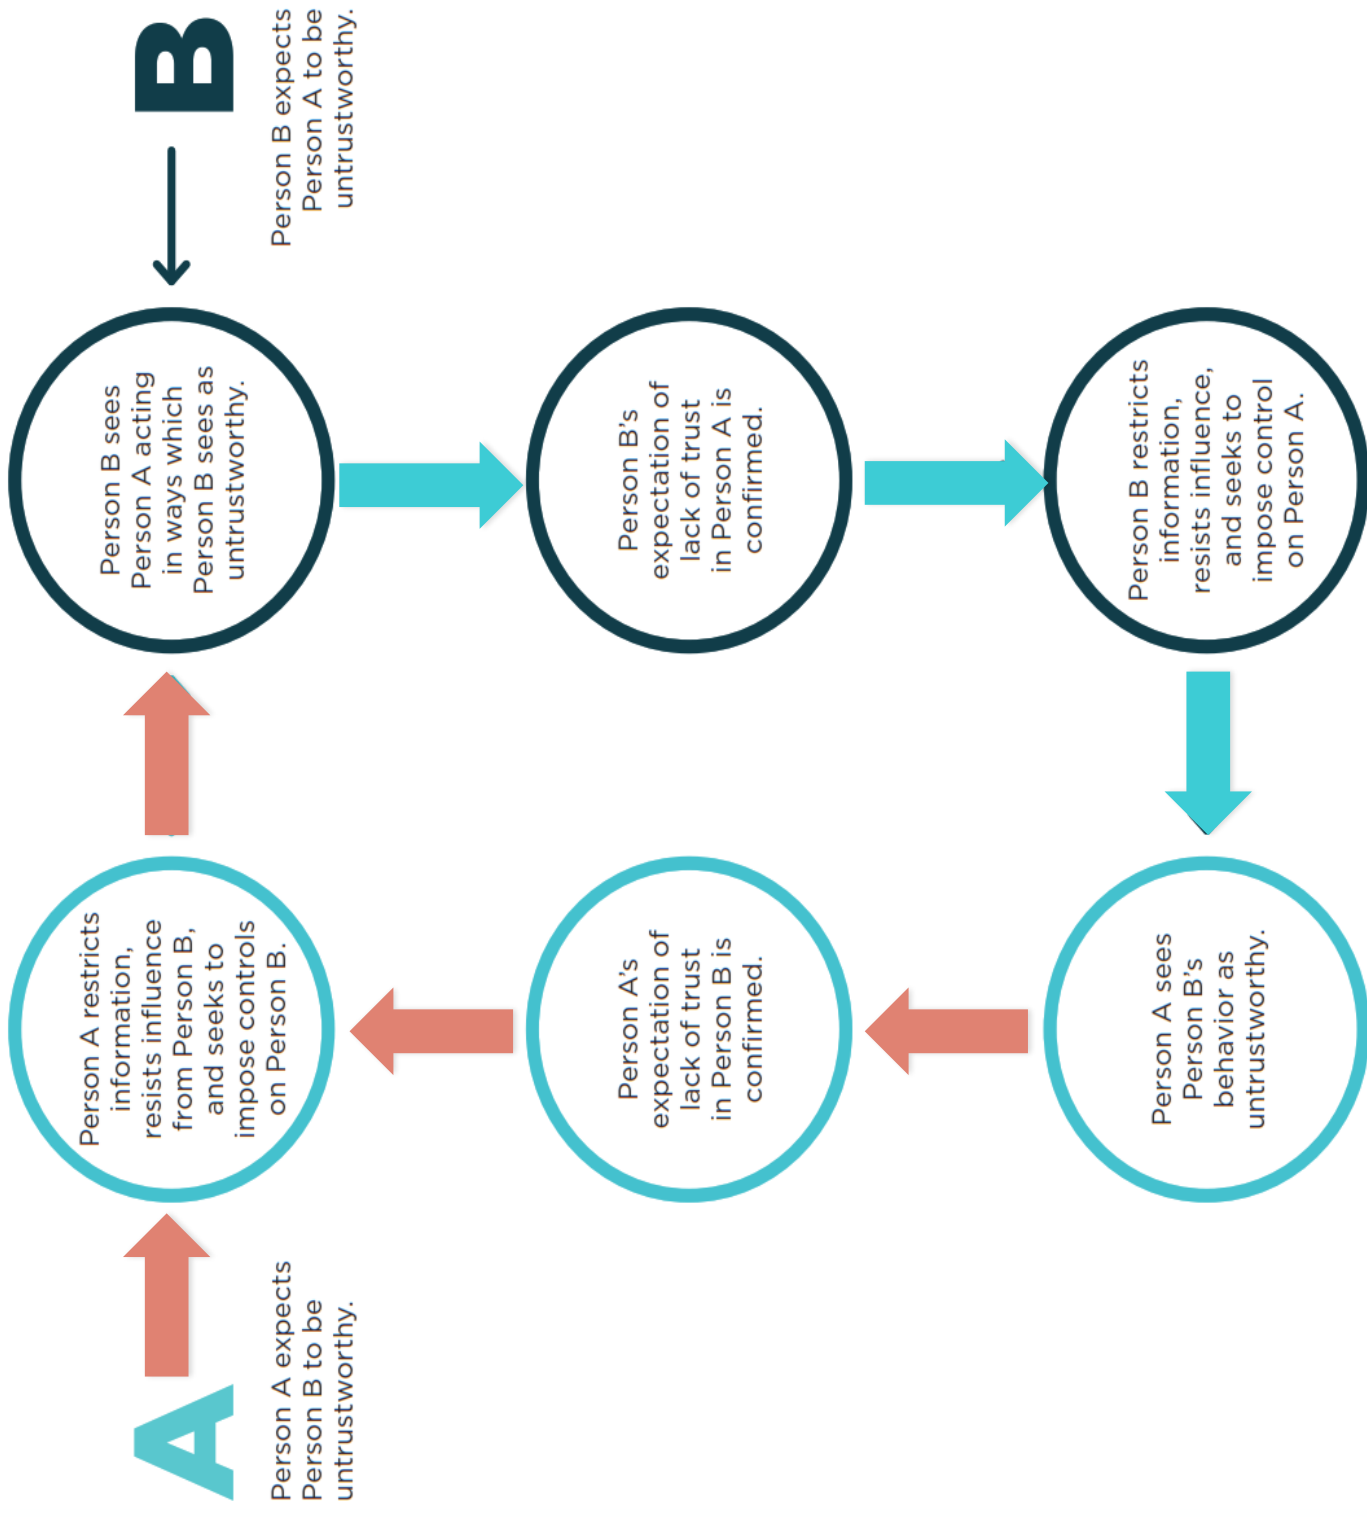 A
Person A expects
Person B to be
untrustworthy.
Person A restricts
information,
resists influence
from Person B,
and seeks to
impose controls
on Person B.
Person B sees
Person A acting
in ways which
Person B sees as
untrustworthy.
B
Person B expects
Person A to be
untrustworthy.
Person A's
expectation of
lack of trust
in Person B is
confirmed.
Person B's
expectation of
lack of trust
in Person A is
confirmed.
Person A sees
Person B's
behavior as
untrustworthy.
Person B restricts
information,
resists influence,
and seeks to
impose control
on Person A.